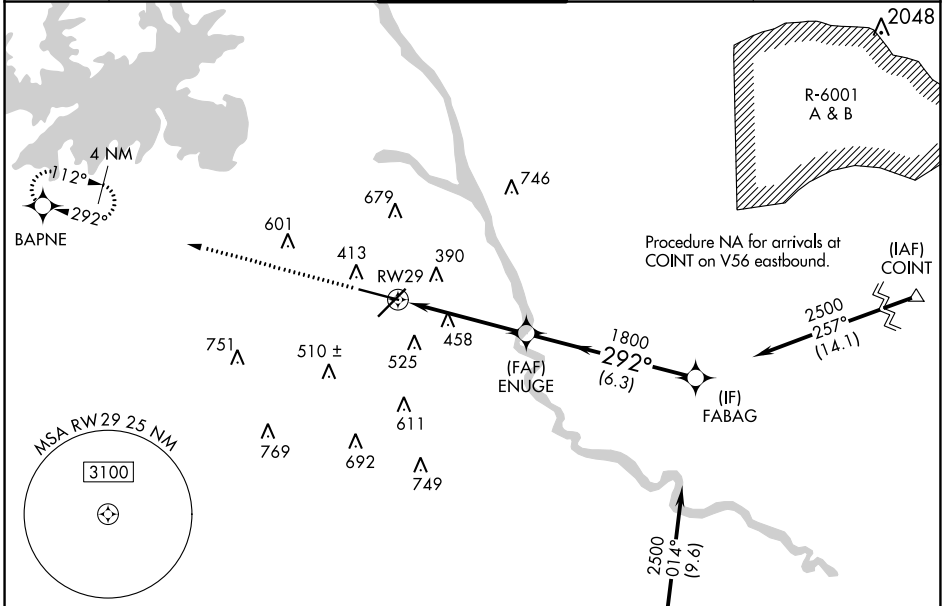 2048
R-6001
A & B
4 NM
112°
292°
BAPNE
746
679
601
413
390
RW29
Procedure NA for arrivals at
COINT on V56 eastbound.
(IAF)
COINT
2500
257°
(14.1)
458
525
751
510 ±
(FAF)
ENUGE
1800
292°
(6.3)
(IF)
FABAG
611
769
692
749
MSA RW29 25 NM
3100
2500
014°
(9.6)